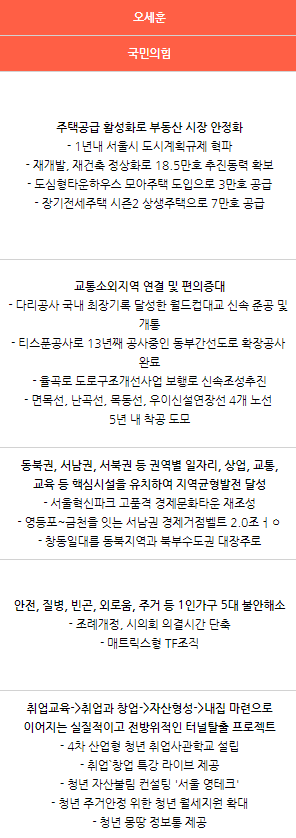 오세훈
국민의힘
주택공급 활성화로 부동산 시장 안정화
- 1년내 서울시 도시계획규제 혁파
- 재개발, 재건축 정상화로 18.5만호 추진동력 확보
- 도심형타운하우스 모아주택 도입으로 3만호 공급
- 장기전세주택 시즌2 상생주택으로 7만호 공급
교통소외지역 연결 및 편의증대
- 다리공사 국내 최장기록 달성한 월드컵대교 신속 준공 및
개통
- 티스푼공사로 13년째 공사중인 동부간선도로 확장공사
완료
- 율곡로 도로구조개선사업 보행로 신속조성추진
- 면목선, 난곡선, 목동선, 우이신설연장선 4개 노선
5년 내 착공 도모
동북권, 서남권, 서북권 등 권역별 일자리, 상업, 교통,
교육 등 핵심시설을 유치하여 지역균형발전 달성
- 서울혁신파크 고품격 경제문화타운 재조성
- 영등포~금천을 잇는 서남권 경제거점벨트 2.0조ㅓㅇ
- 창동일대를 동북지역과 북부수도권 대장주로
안전, 질병, 빈곤, 외로움, 주거 등 1인가구 5대 불안해소
- 조례개정, 시의회 의결시간 단축
- 매트릭스형 TF조직
취업교육->취업과 창업->자산형성->내집 마련으로
이어지는 실질적이고 전방위적인 터널탈출 프로젝트
- 4차 산업형 청년 취업사관학교 설립
- 취업`창업 특강 라이브 제공
- 청년 자산불림 컨설팅 '서울 영테크'
- 청년 주거안정 위한 청년 월세지원 확대
- 청년 몽땅 정보통 제공